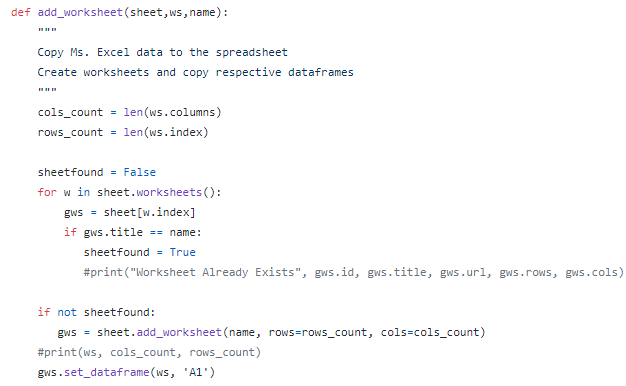 def add_worksheet(sheet,ws,name):
    """
    Copy Ms. Excel data to the spreadsheet
    Create worksheets and copy respective dataframes
    """
    cols_count = len(ws.columns)
    rows_count = len(ws.index)

    sheetfound = False
    for w in sheet.worksheets():
        gws = sheet[w.index]
        if gws.title == name:
           sheetfound = True
           #print("Worksheet Already Exists", gws.id, gws.title, gws.url, gws.rows, gws.cols)

    if not sheetfound:
       gws = sheet.add_worksheet(name, rows=rows_count, cols=cols_count)
    #print(ws, cols_count, rows_count)
    gws.set_dataframe(ws, 'A1')